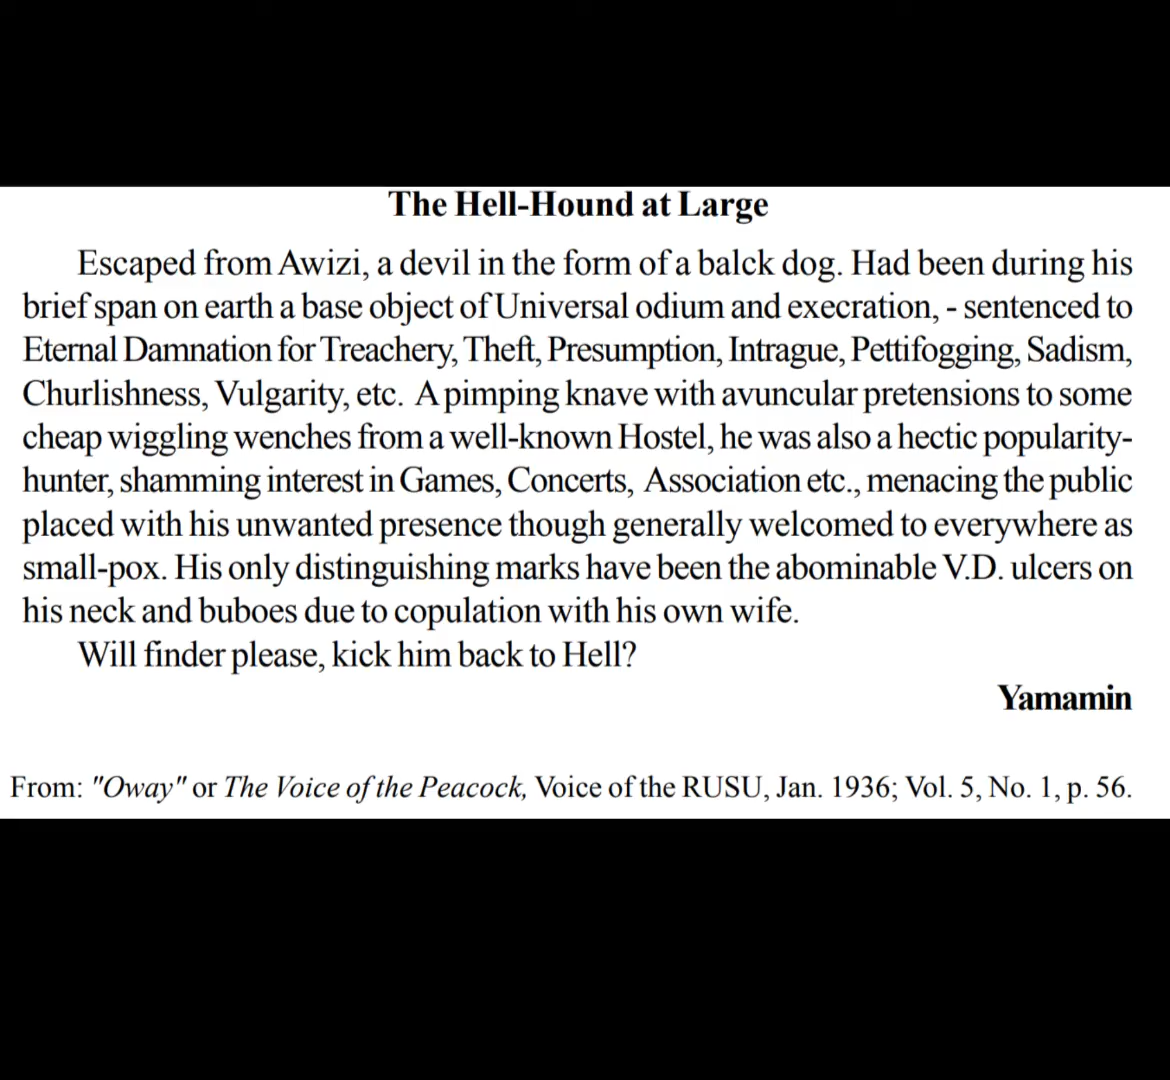 The Hell-Hound at Large
Escaped from Awizi, a devil in the form of a balck dog. Had been during his
brief span on earth a base object of Universal odium and execration, - sentenced to
Eternal Damnation for Treachery, Theft, Presumption, Intrague, Pettifogging, Sadism,
Churlishness, Vulgarity, etc. A pimping knave with avuncular pretensions to some
cheap wiggling wenches from a well-known Hostel, he was also a hectic popularity-
hunter, shamming interest in Games, Concerts, Association etc., menacing the public
placed with his unwanted presence though generally welcomed to everywhere as
small-pox. His only distinguishing marks have been the abominable V.D. ulcers on
his neck and buboes due to copulation with his own wife.
Will finder please, kick him back to Hell?
Yamamin
From: "Oway" or The Voice of the Peacock, Voice of the RUSU, Jan. 1936; Vol. 5, No. 1, p. 56.